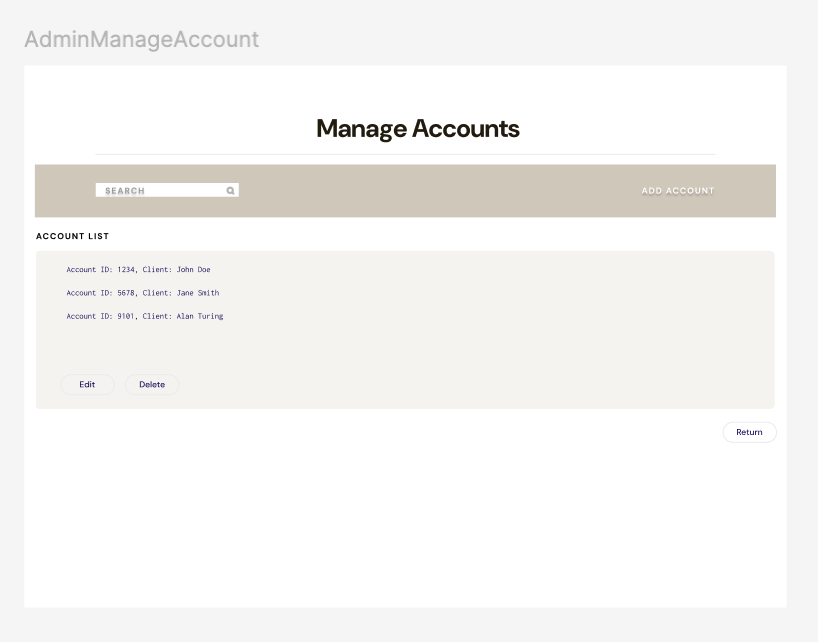 AdminManageAccount
Manage Accounts
SEARCH
ADD ACCOUNT
ACCOUNT LIST
Account ID: 1234, Client: John Doe
Account ID: 5678, Client: Jane Smith
Account ID: 9101, Client: Alan Turing
Edit
Delete
Return